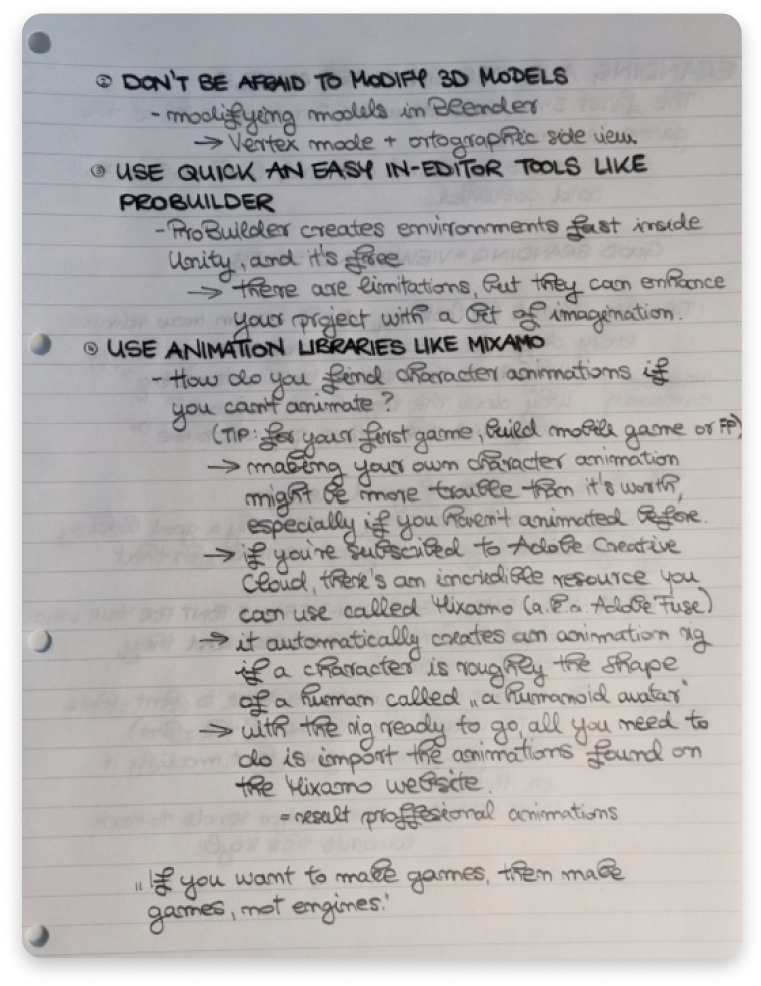 ② DON'T BE AFRAID TO MODIFY 3D MODELS
- modifying models in Blender
→ Vertex mode + ortographic side view.
③ USE QUICK AN EASY IN-EDITOR TOOLS LIKE
PROBUILDER
- ProBuilder creates environments fast inside
Unity, and it's free
→ there are limitations, but they can enhance
your project with a bit of imagination.
④ USE ANIMATION LIBRARIES LIKE MIXAMO
- How do you find character animations if
you can't animate?
(TIP: for your first game, build mobile game or FP)
→ making your own character animation
might be more trouble than it's worth,
especially if you haven't animated before.
→ if you're subscribed to Adobe Creative
Cloud, there's an incredible resource you
can use called Mixamo (a.k.a Adobe Fuse)
→ it automatically creates an animation rig
if a character is roughly the shape
of a human called „a humanoid avatar"
→ with the rig ready to go, all you need to
do is import the animations found on
the Mixamo website.
= result proffesional animations
„If you want to make games, then make
games, not engines."